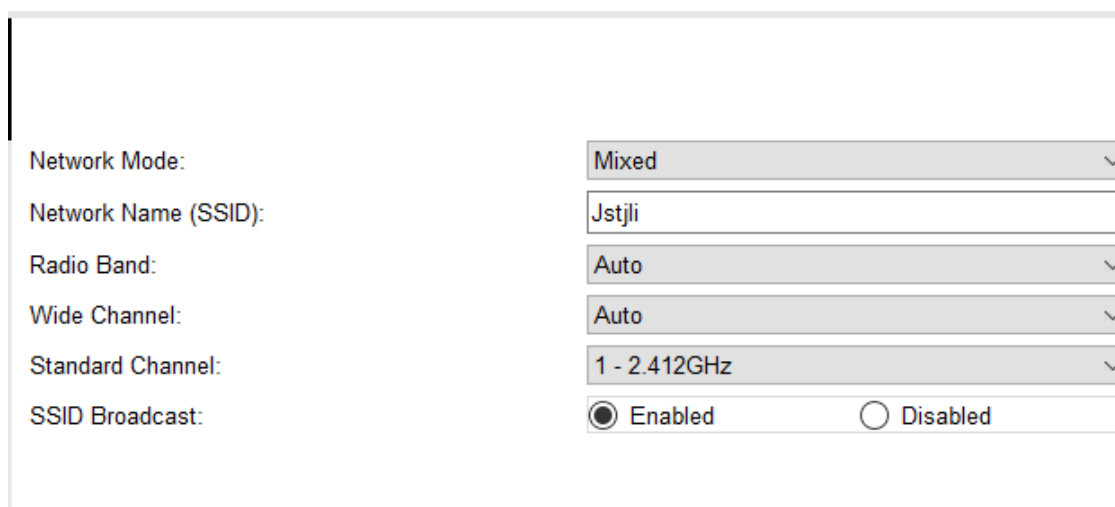 Network Mode: Mixed
Network Name (SSID): Jstjli
Radio Band: Auto
Wide Channel: Auto
Standard Channel: 1 - 2.412GHz
SSID Broadcast: Enabled Disabled